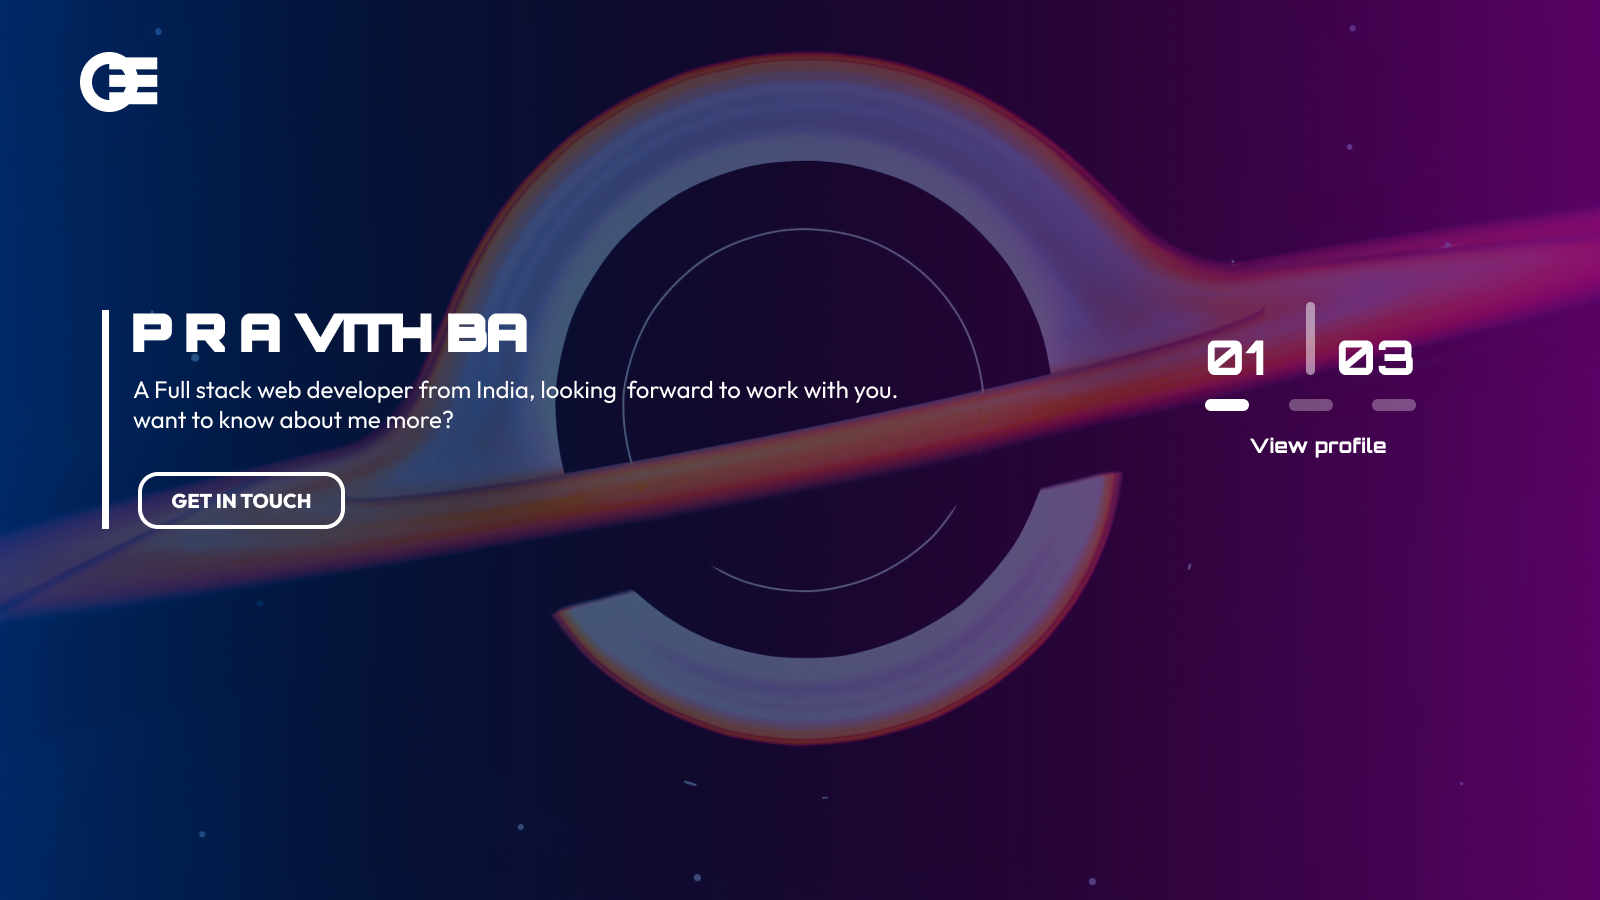 P R A VITH BA
A Full stack web developer from India, looking forward to work with you.
want to know about me more?
GET IN TOUCH
01 03
View profile